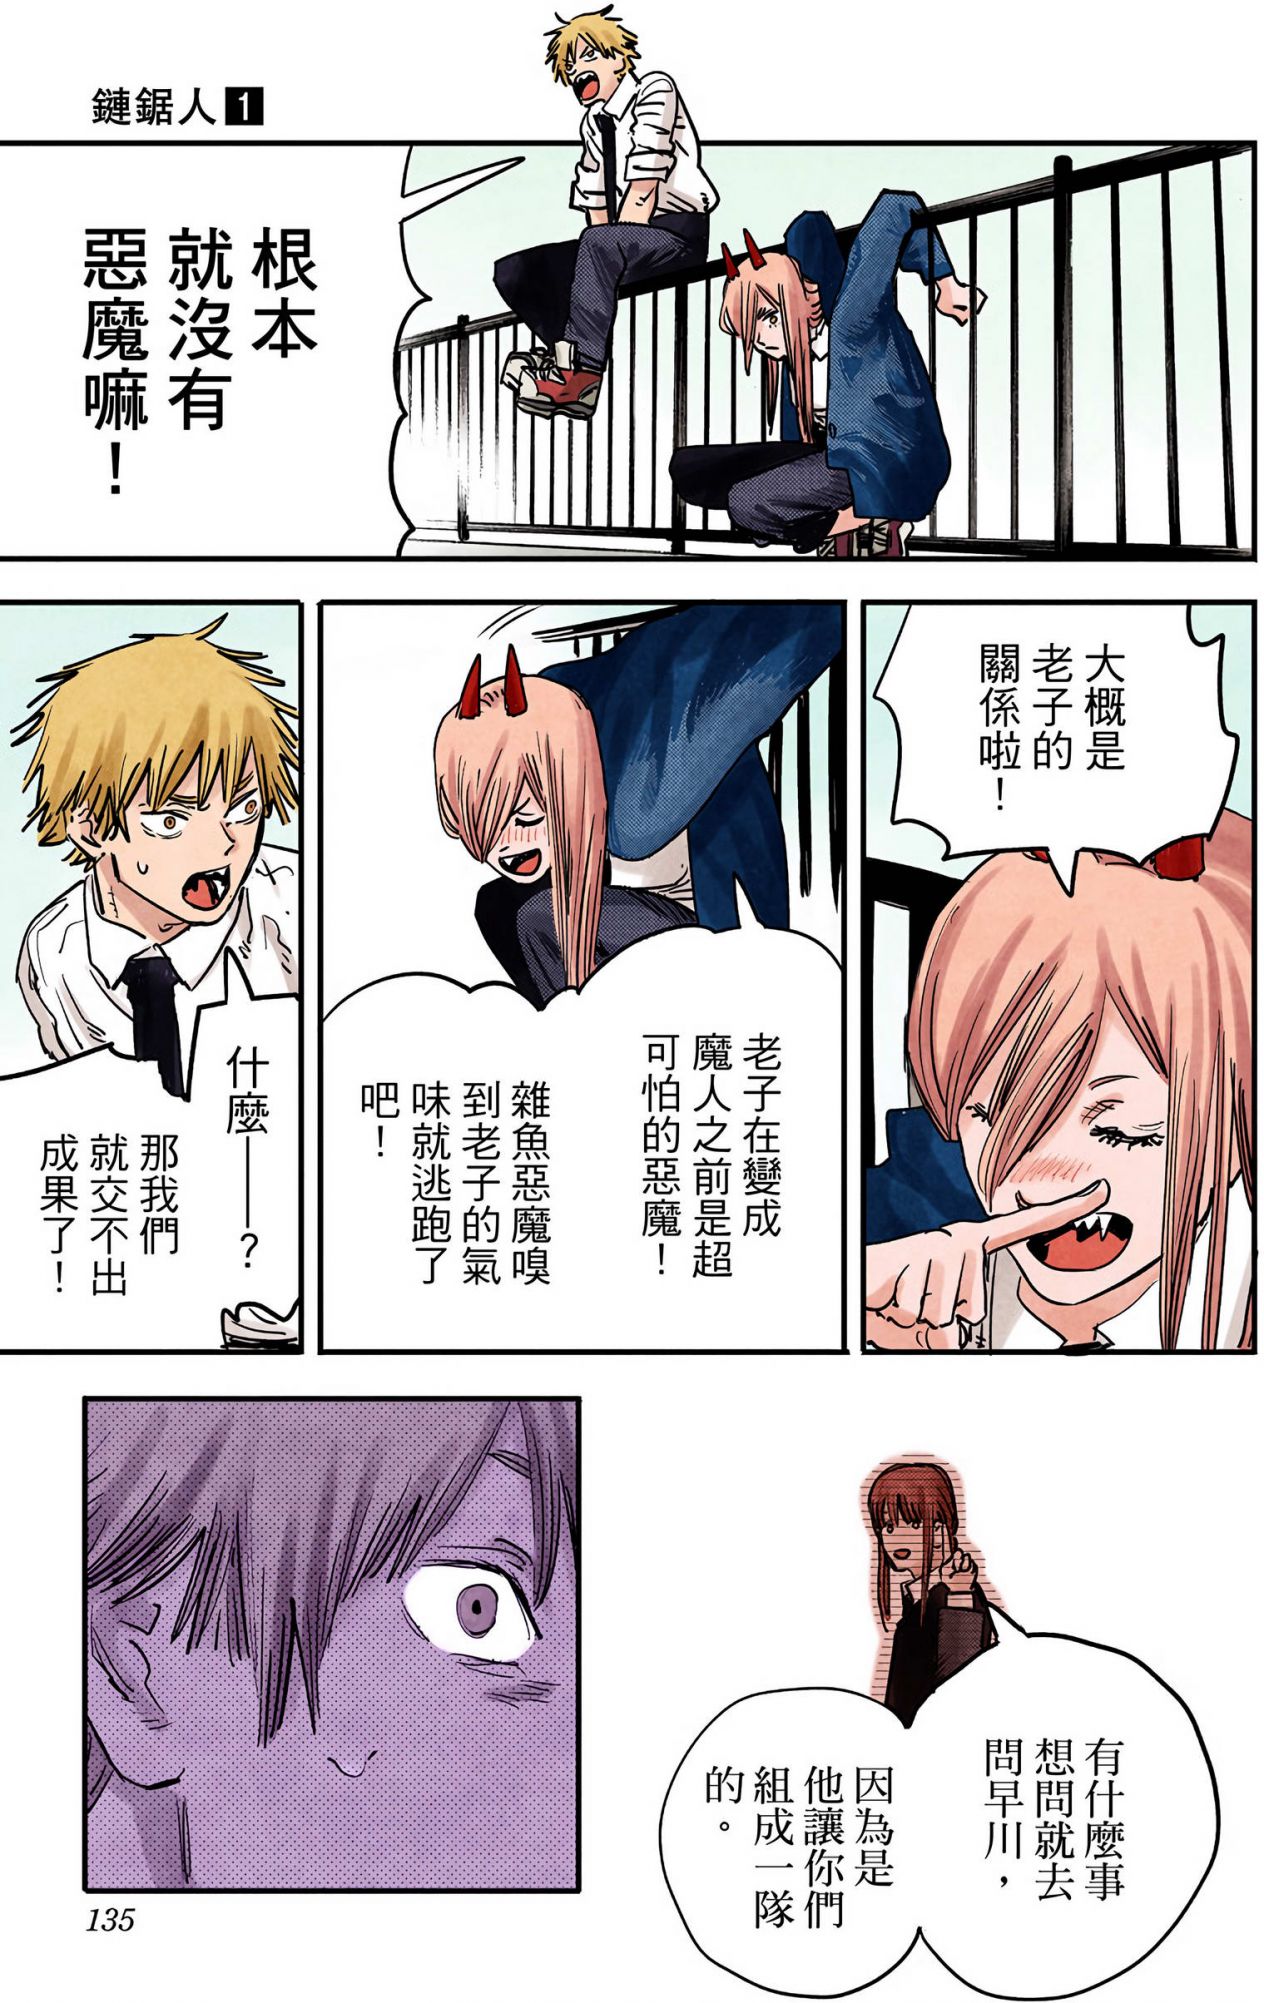 鏈鋸人1
根本
就沒有
惡魔嘛！
大概是
老子的
關係啦！
老子在變成
魔人之前是超
可怕的惡魔！
雜魚惡魔嗅
到老子的氣
味就逃跑了
吧！
什麼——？
那我們
就交不出
成果了！
有什麼事
想問就去
問早川，
因為是
他讓你們
組成一隊
的。
135